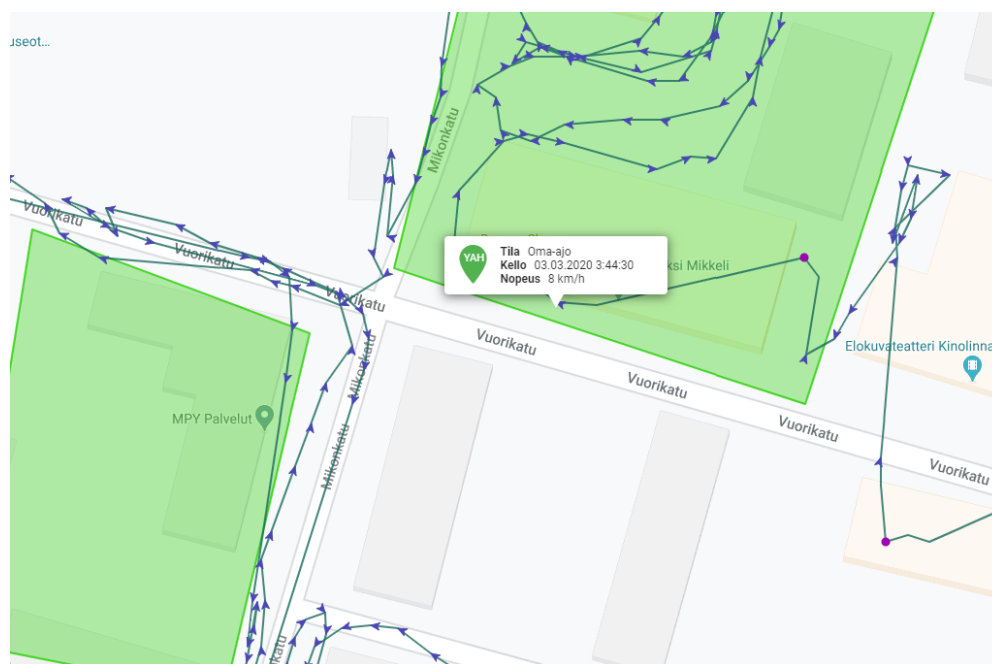 useot...
Mikonkatu
Vuorikatu
Vuorikatu
YAH
Tila Oma-ajo
Kello 03.03.2020 3:44:30
Nopeus 8 km/h
ksi Mikkeli
Vuorikatu
Vuorikatu
Elokuvateatteri Kinolinna
Vuorikatu
Mikonkatu
MPY Palvelut
Vuorikatu
Mikonkatu
Vuorikatu
katu